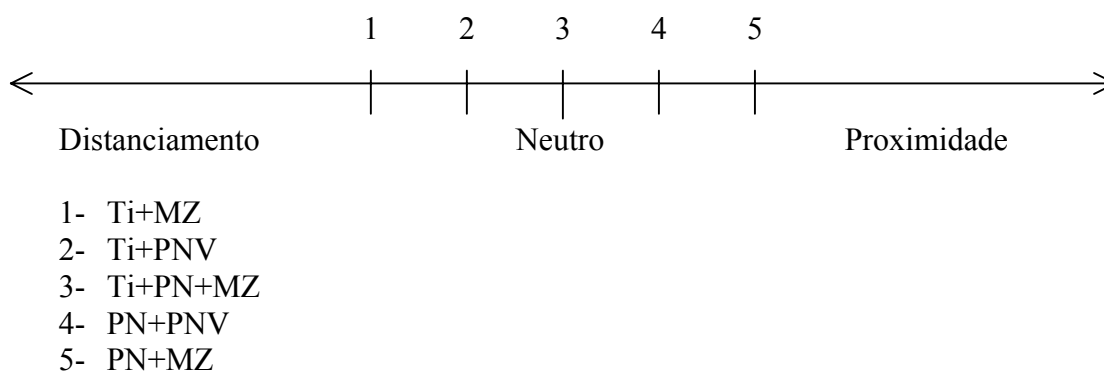 1 2 3 4 5
Distanciamento Neutro Proximidade
1- Ti+MZ
2- Ti+PNV
3- Ti+PN+MZ
4- PN+PNV
5- PN+MZ